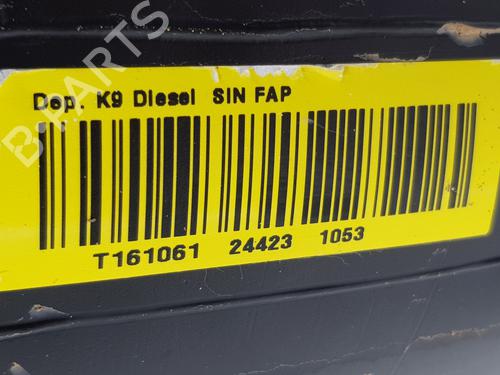 B-PARTS
Dep. K9 Diesel SIN FAP
T161061 24423 1053